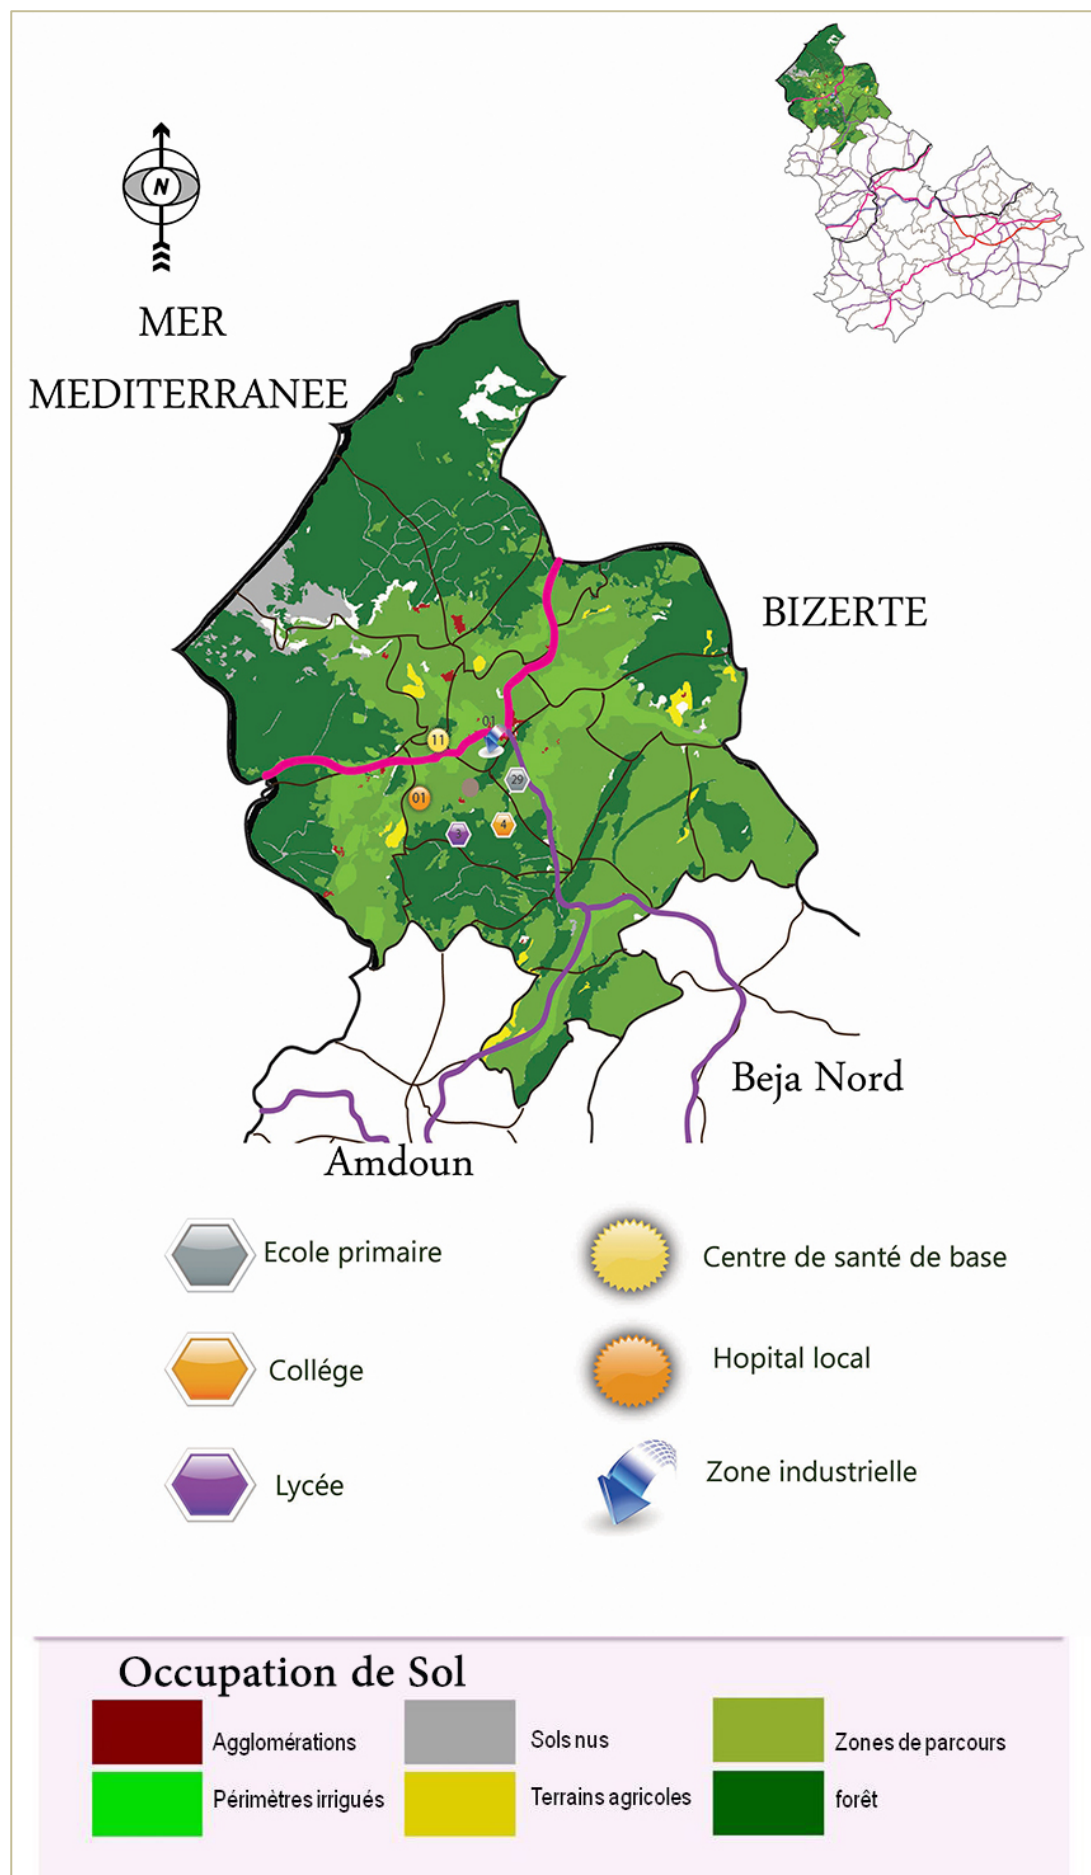 N
MER
MEDITERRANEE
BIZERTE
01
11
29
01
4
3
Beja Nord
Amdoun
Ecole primaire
Centre de santé de base
Collége
Hopital local
Lycée
Zone industrielle
Occupation de Sol
Agglomérations
Sols nus
Zones de parcours
Périmètres irrigués
Terrains agricoles
forêt